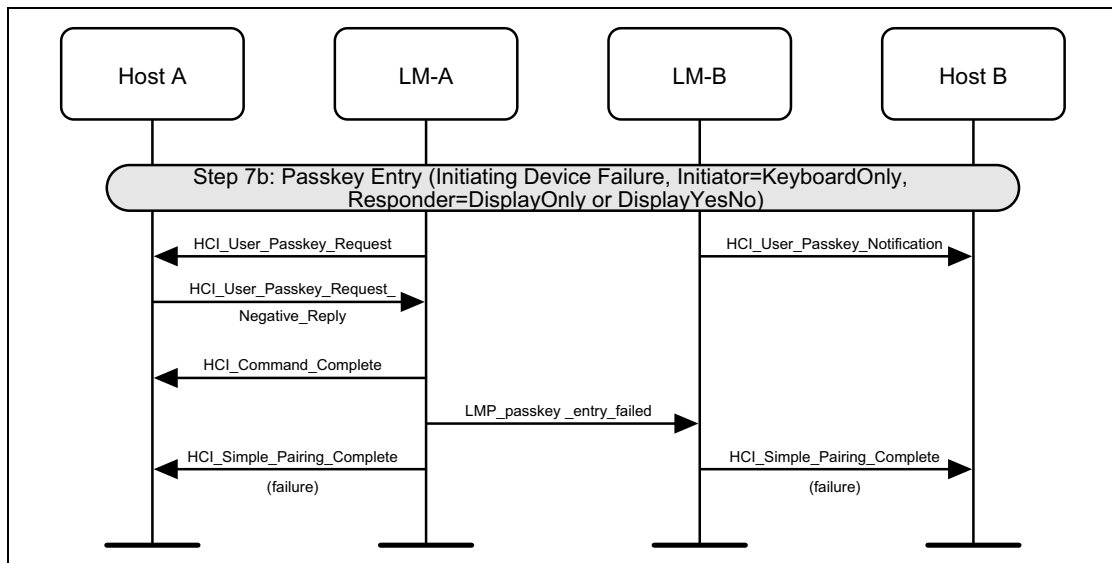 Host A
LM-A
LM-B
Host B
Step 7b: Passkey Entry (Initiating Device Failure, Initiator=KeyboardOnly,
Responder=DisplayOnly or DisplayYesNo)
HCI_User_Passkey_Request
HCI_User_Passkey_Notification
HCI_User_Passkey_Request_
Negative_Reply
HCI_Command_Complete
LMP_passkey _entry_failed
HCI_Simple_Pairing_Complete
(failure)
HCI_Simple_Pairing_Complete
(failure)